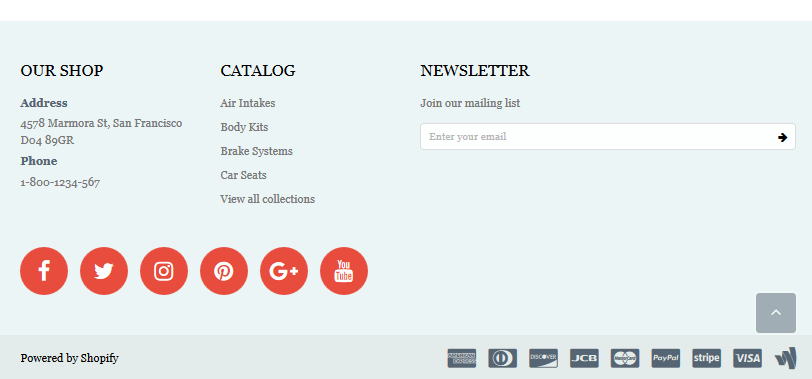 OUR SHOP
Address
4578 Marmora St, San Francisco
D04 89GR
Phone
1-800-1234-567
CATALOG
Air Intakes
Body Kits
Brake Systems
Car Seats
View all collections
NEWSLETTER
Join our mailing list
Enter your email
G+
You
Tube
Powered by Shopify
AMERICAN
EXPRESS
DISCOVER
JCB
MasterCard
PayPal
stripe
VISA